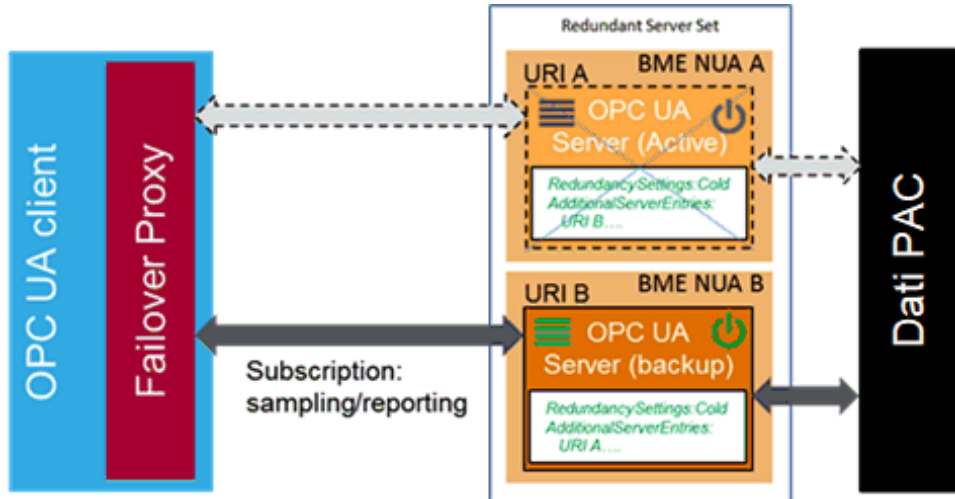 OPC UA client
Failover Proxy
Redundant Server Set
URI A
BME NUA A
OPC UA
Server (Active)
RedundancySettings:Cold
AdditionalServerEntries:
URI B....
URI B
BME NUA B
OPC UA
Server (backup)
RedundancySettings:Cold
AdditionalServerEntries:
URI A....
Subscription:
sampling/reporting
Dati PAC